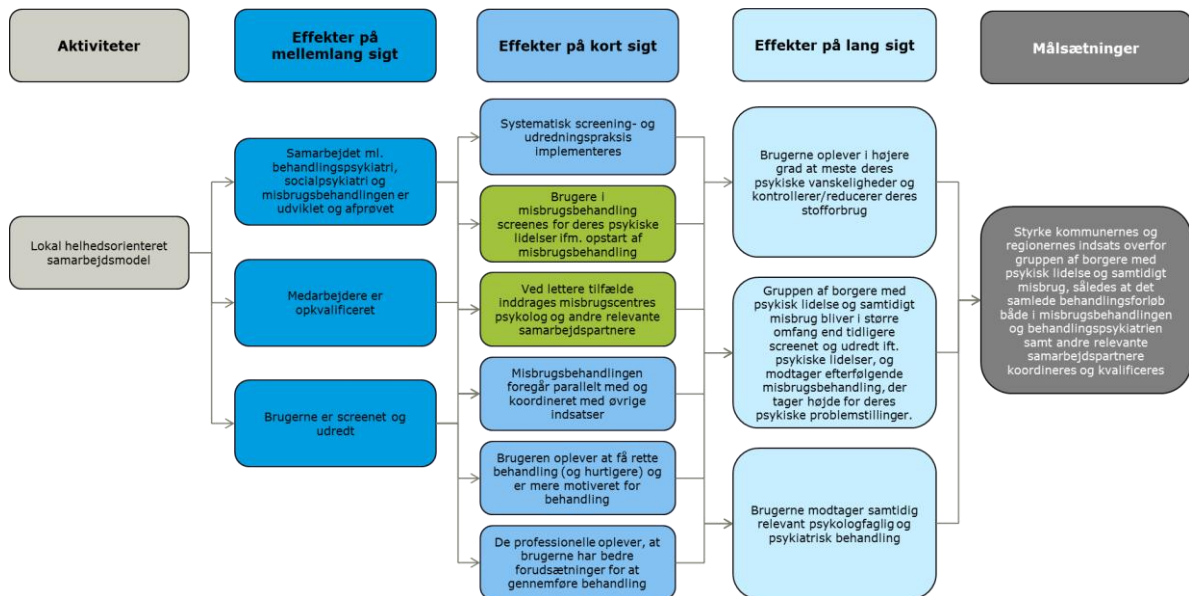 Aktiviteter
Effekter på
mellemlang sigt
Effekter på kort sigt
Effekter på lang sigt
Målsætninger
Lokal helhedsorienteret
samarbejdsmodel
Samarbejdet ml.
behandlingspsykiatri,
socialpsykiatri og
misbrugsbehandlingen er
udviklet og afprøvet
Medarbejdere er
opkvalificeret
Brugerne er screenet og
udredt
Systematisk screening- og
udredningspraksis
implementeres
Brugere i
misbrugsbehandling
screenes for deres psykiske
lidelser ifm. opstart af
misbrugsbehandling
Ved lettere tilfælde
inddrages misbrugscentres
psykolog og andre relevante
samarbejdspartnere
Misbrugsbehandlingen
foregår parallelt med og
koordineret med øvrige
indsatser
Brugeren oplever at få rette
behandling (og hurtigere) og
er mere motiveret for
behandling
De professionelle oplever, at
brugerne har bedre
forudsætninger for at
gennemføre behandling
Brugerne oplever i højere
grad at meste deres
psykiske vanskeligheder og
kontrollerer/reducerer deres
stofforbrug
Gruppen af borgere med
psykisk lidelse og samtidigt
misbrug bliver i større
omfang end tidligere
screenet og udredt ift.
psykiske lidelser, og
modtager efterfølgende
misbrugsbehandling, der
tager højde for deres
psykiske problemstillinger.
Brugerne modtager samtidig
relevant psykologfaglig og
psykiatrisk behandling
Styrke kommunernes og
regionernes indsats overfor
gruppen af borgere med
psykisk lidelse og samtidigt
misbrug, således at det
samlede behandlingsforløb
både i misbrugsbehandlingen
og behandlingspsykiatrien
samt andre relevante
samarbejdspartnere
koordineres og kvalificeres